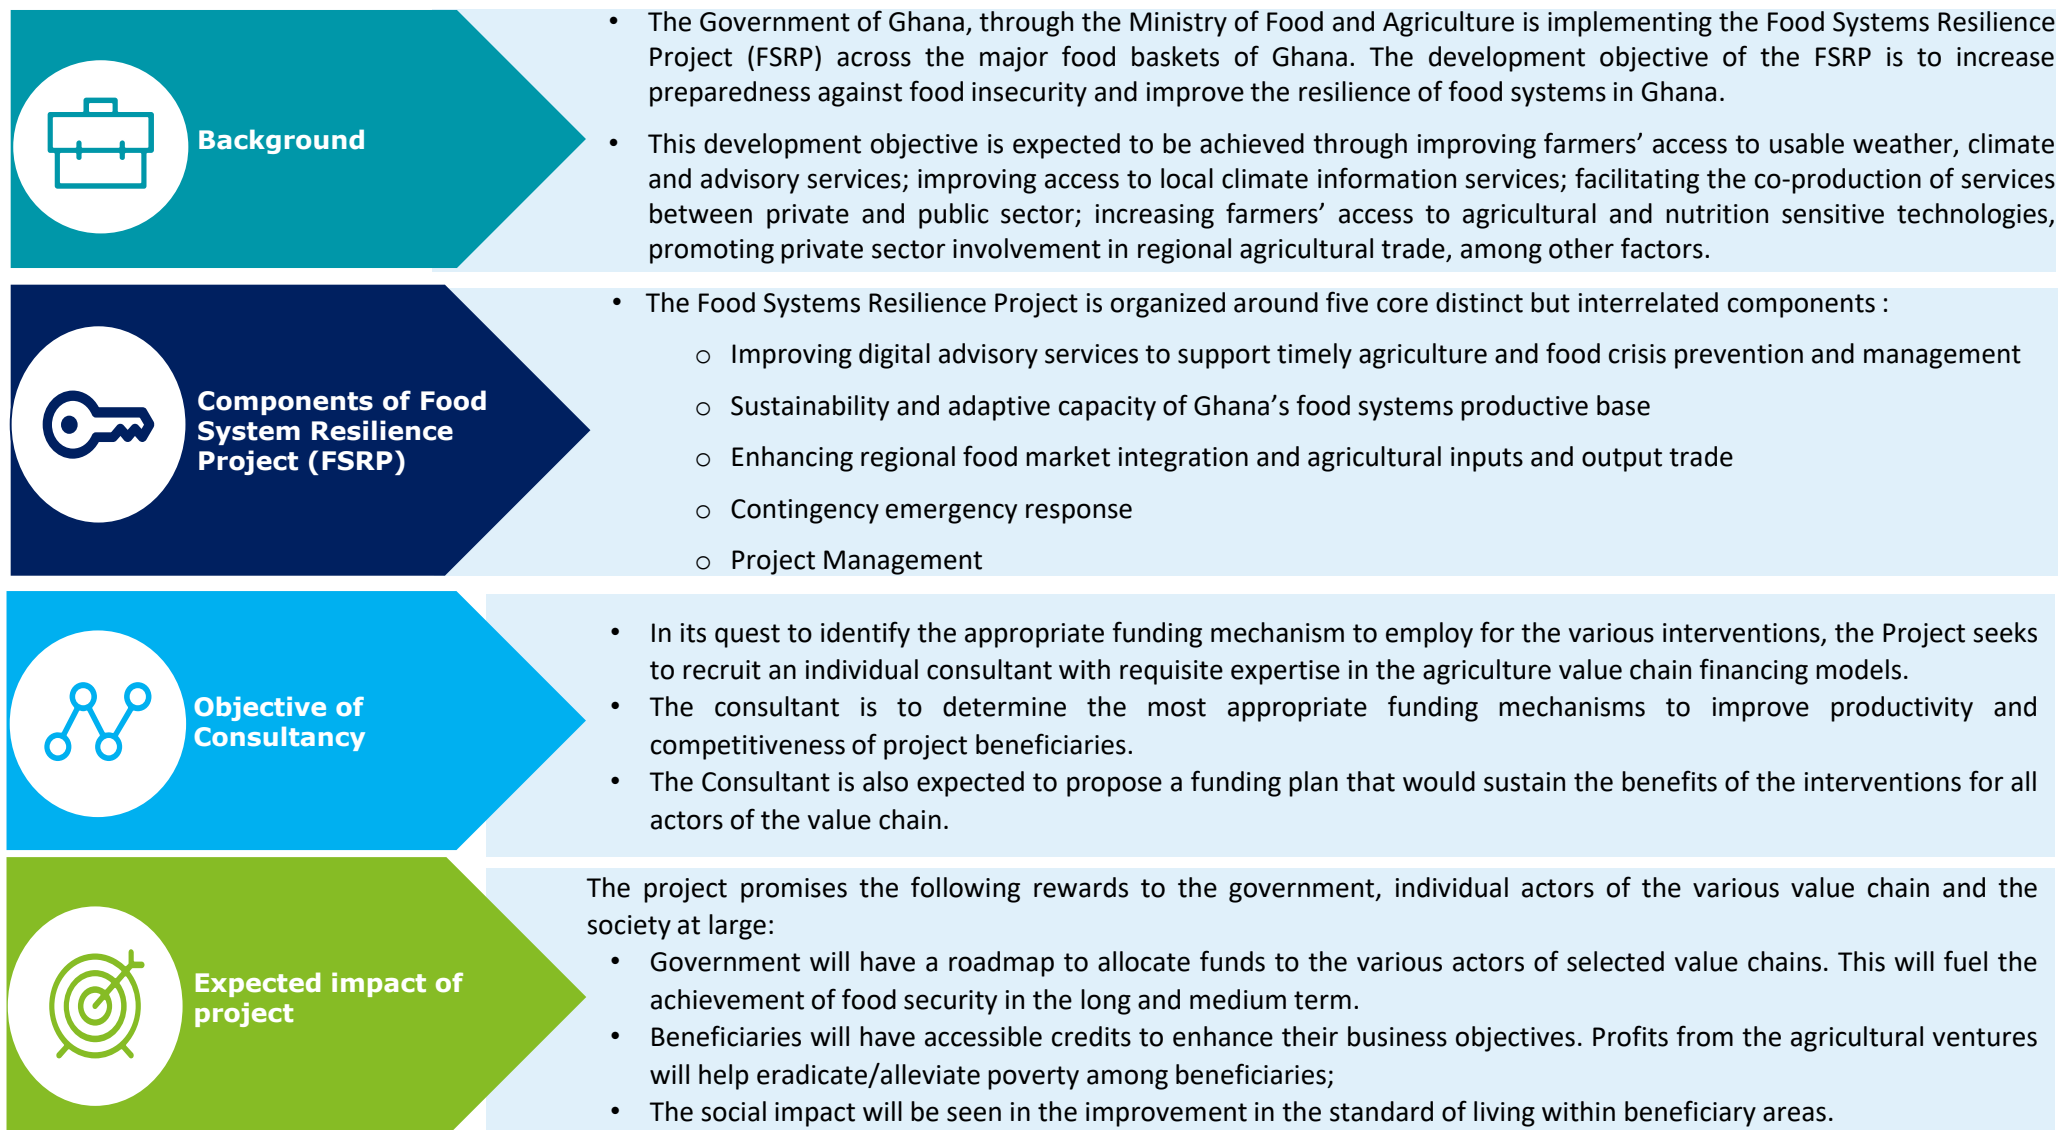 Background
• The Government of Ghana, through the Ministry of Food and Agriculture is implementing the Food Systems Resilience
Project (FSRP) across the major food baskets of Ghana. The development objective of the FSRP is to increase
preparedness against food insecurity and improve the resilience of food systems in Ghana.
• This development objective is expected to be achieved through improving farmers’ access to usable weather, climate
and advisory services; improving access to local climate information services; facilitating the co-production of services
between private and public sector; increasing farmers’ access to agricultural and nutrition sensitive technologies,
promoting private sector involvement in regional agricultural trade, among other factors.
Components of Food
System Resilience
Project (FSRP)
• The Food Systems Resilience Project is organized around five core distinct but interrelated components :
o Improving digital advisory services to support timely agriculture and food crisis prevention and management
o Sustainability and adaptive capacity of Ghana’s food systems productive base
o Enhancing regional food market integration and agricultural inputs and output trade
o Contingency emergency response
o Project Management
Objective of
Consultancy
• In its quest to identify the appropriate funding mechanism to employ for the various interventions, the Project seeks
to recruit an individual consultant with requisite expertise in the agriculture value chain financing models.
• The consultant is to determine the most appropriate funding mechanisms to improve productivity and
competitiveness of project beneficiaries.
• The Consultant is also expected to propose a funding plan that would sustain the benefits of the interventions for all
actors of the value chain.
Expected impact of
project
The project promises the following rewards to the government, individual actors of the various value chain and the
society at large:
• Government will have a roadmap to allocate funds to the various actors of selected value chains. This will fuel the
achievement of food security in the long and medium term.
• Beneficiaries will have accessible credits to enhance their business objectives. Profits from the agricultural ventures
will help eradicate/alleviate poverty among beneficiaries;
• The social impact will be seen in the improvement in the standard of living within beneficiary areas.